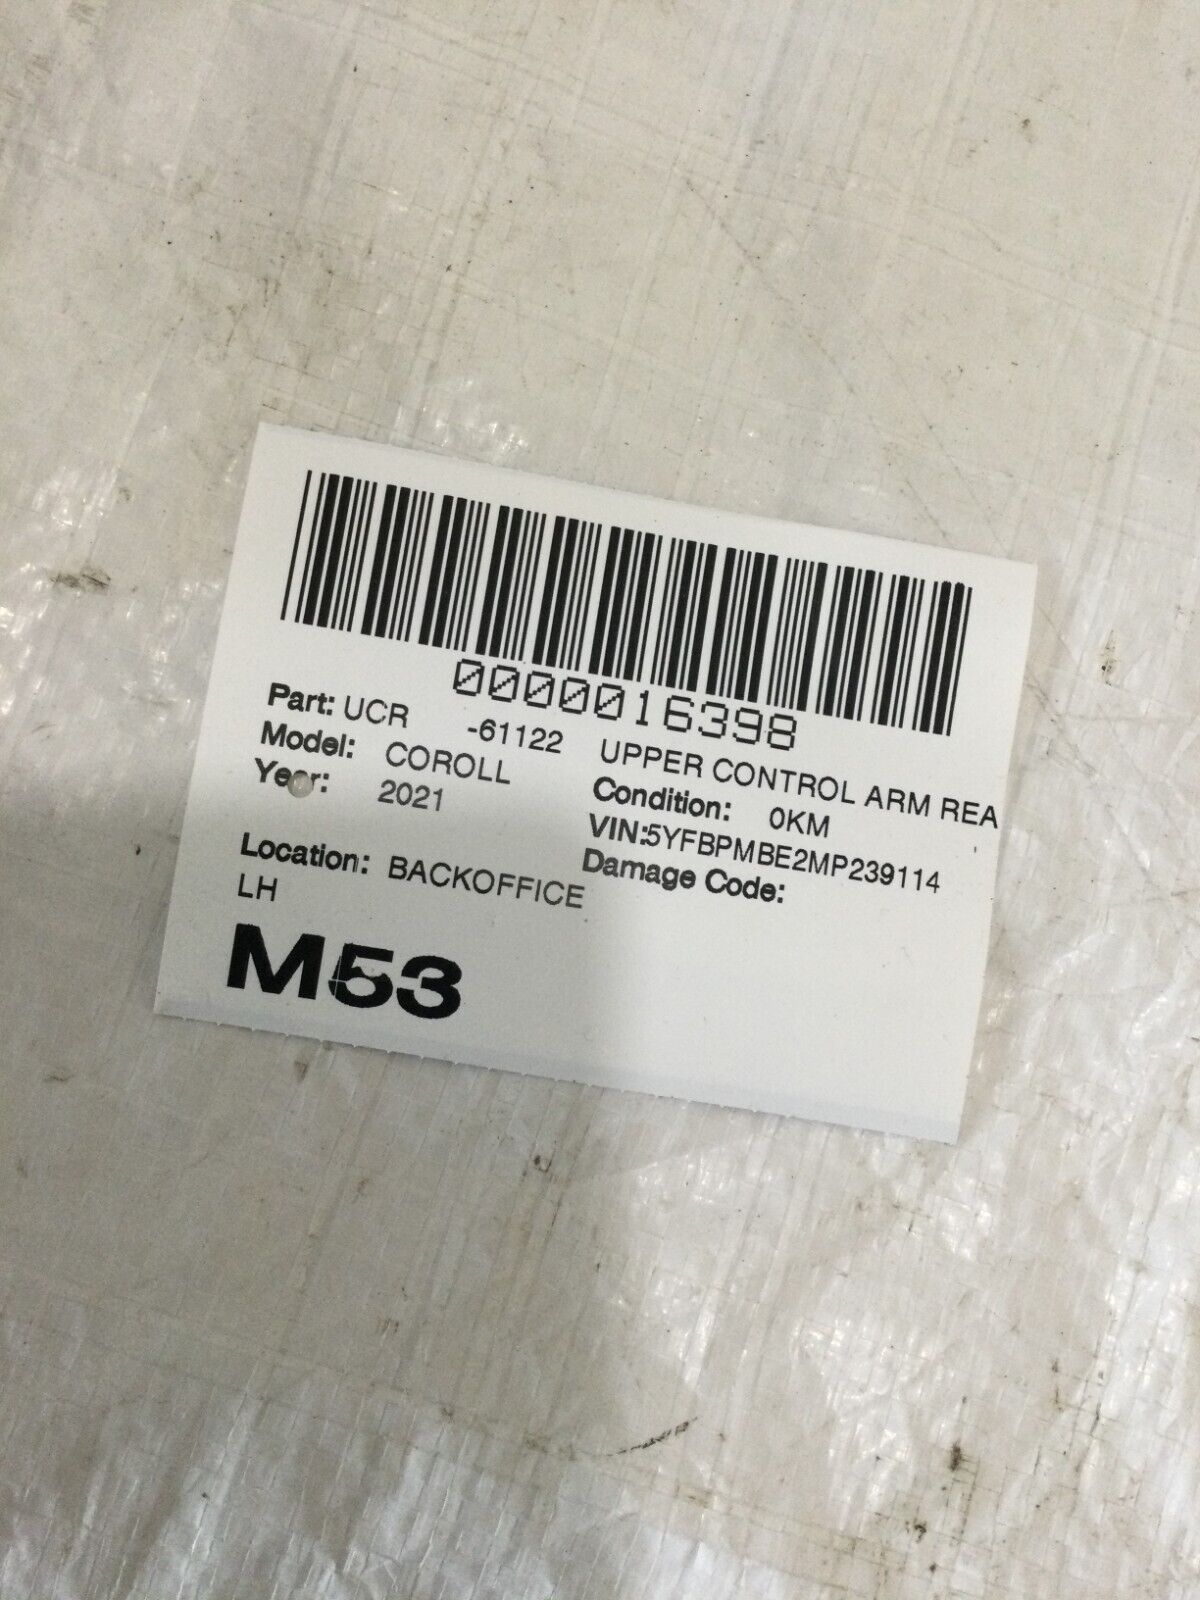 0000016398
Part: UCR -61122 UPPER CONTROL ARM REA
Model: COROLL Condition: 0KM
Year: 2021 VIN:5YFBPMBE2MP239114
Damage Code:
Location: BACKOFFICE
LH
M53